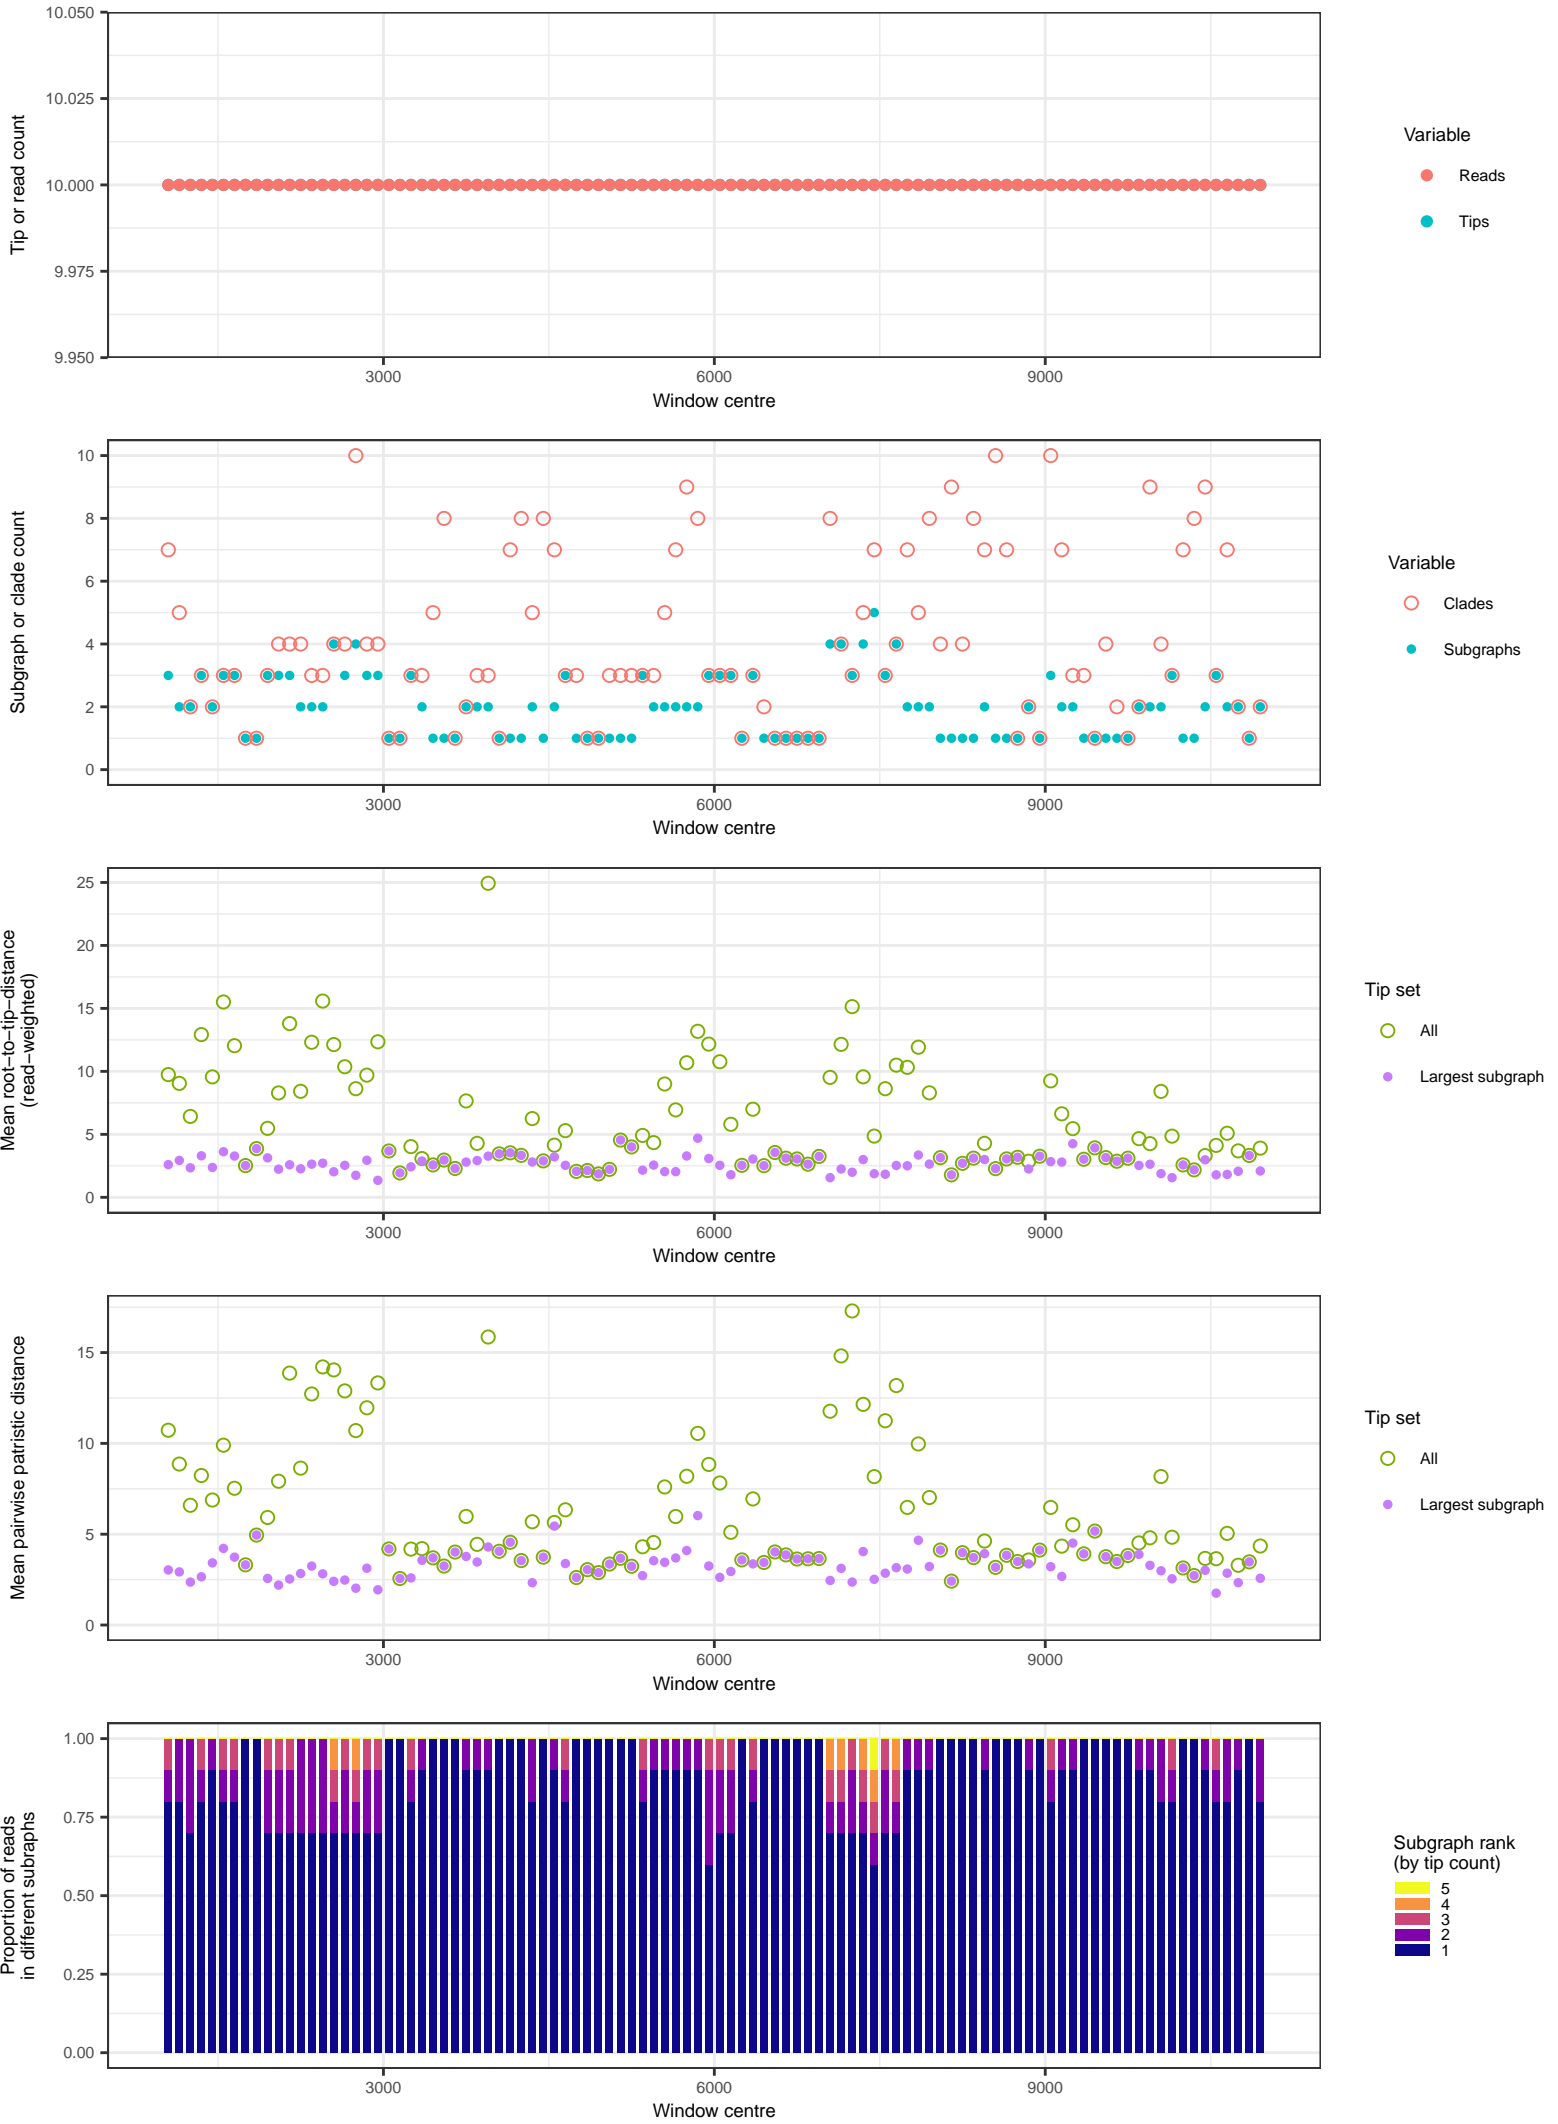 10.050
10.025
10.000
9.975
9.950
Tip or read count
3000 6000 9000
Window centre
Variable
Reads
Tips
10
8
6
4
2
0
Subgraph or clade count
3000 6000 9000
Window centre
Variable
Clades
Subgraphs
25
20
15
10
5
0
Mean root−to−tip−distance
(read−weighted)
3000 6000 9000
Window centre
Tip set
All
Largest subgraph
15
10
5
0
Mean pairwise patristic distance
3000 6000 9000
Window centre
Tip set
All
Largest subgraph
1.00
0.75
0.50
0.25
0.00
Proportion of reads
in different subraphs
3000 6000 9000
Window centre
Subgraph rank
(by tip count)
5
4
3
2
1